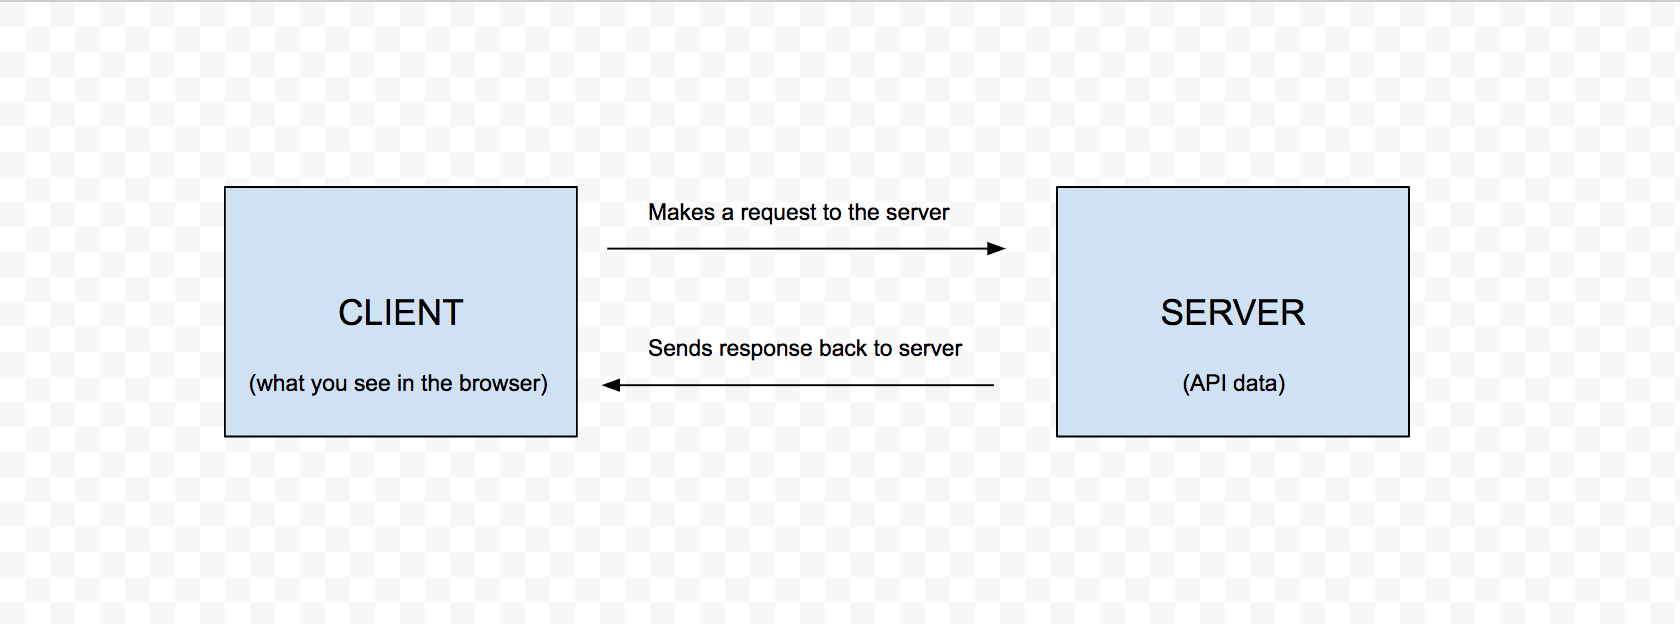 CLIENT
(what you see in the browser)
Makes a request to the server
Sends response back to server
SERVER
(API data)